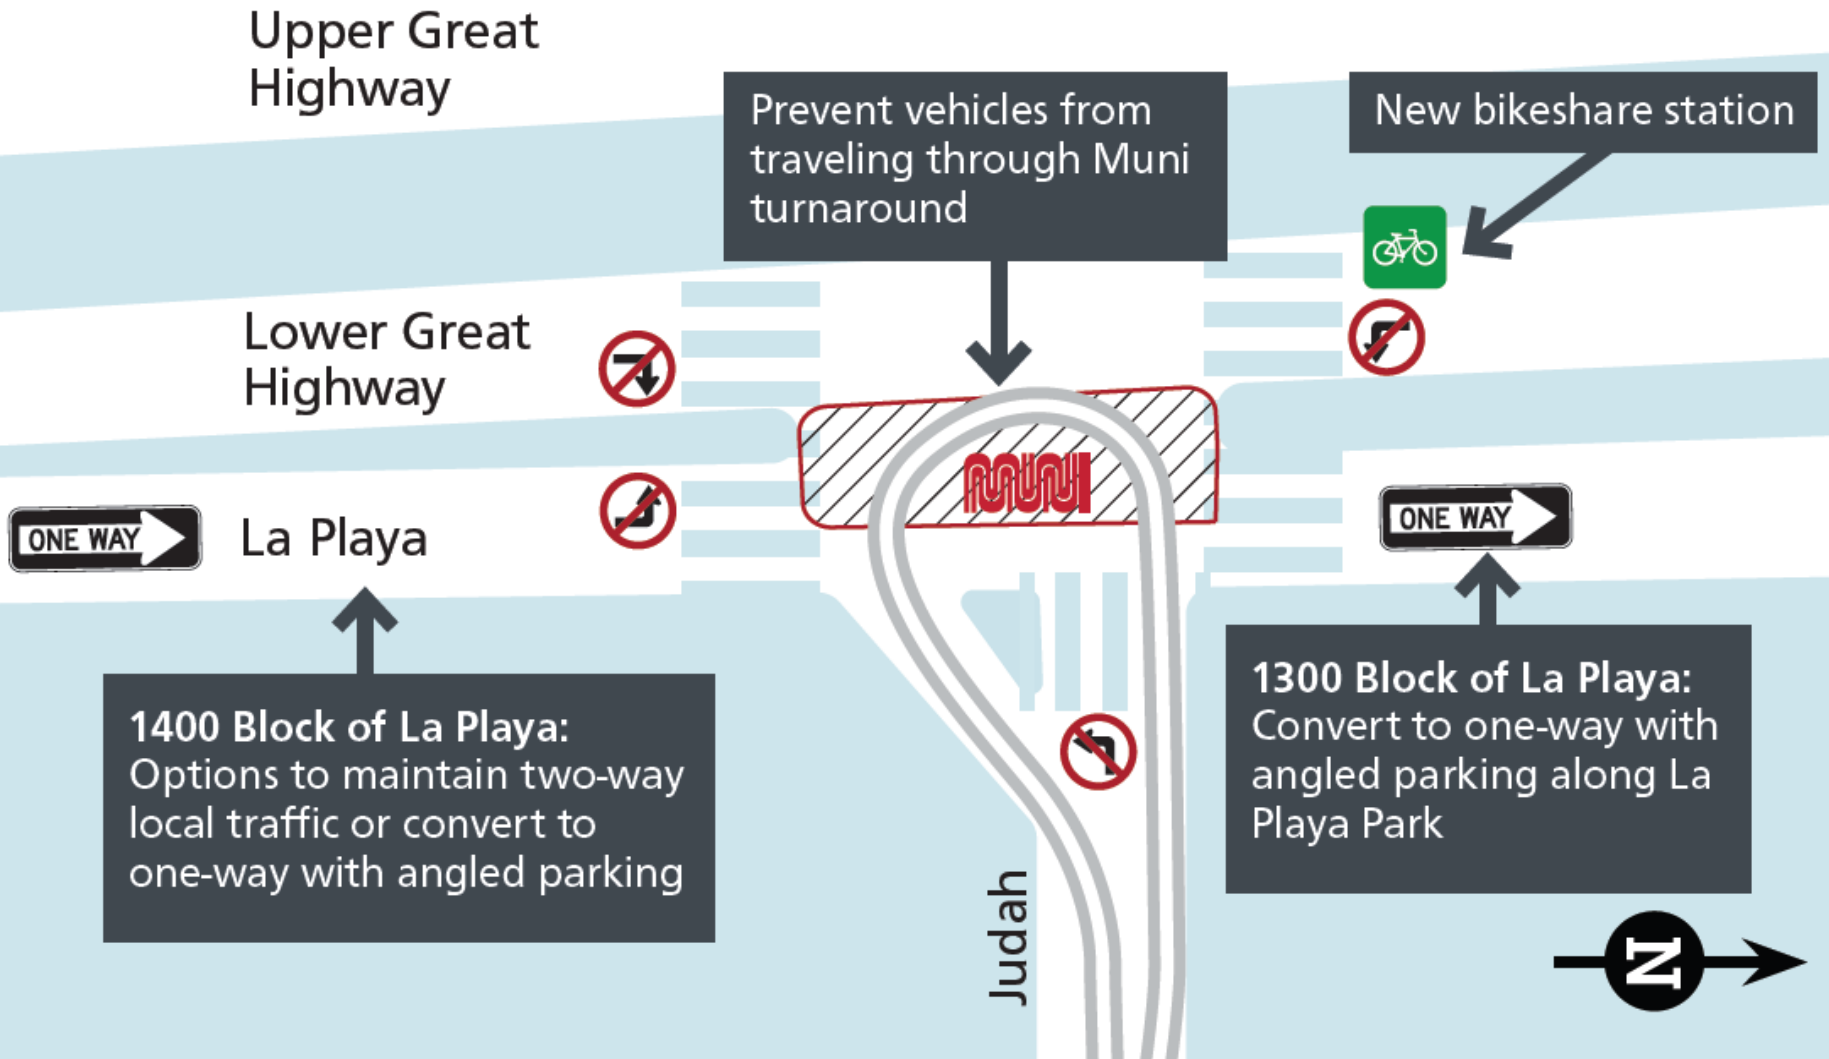 Upper Great
Highway
Prevent vehicles from
traveling through Muni
turnaround
New bikeshare station
Lower Great
Highway
MUNI
ONE WAY
La Playa
ONE WAY
1400 Block of La Playa:
Options to maintain two-way
local traffic or convert to
one-way with angled parking
1300 Block of La Playa:
Convert to one-way with
angled parking along La
Playa Park
Judah
N